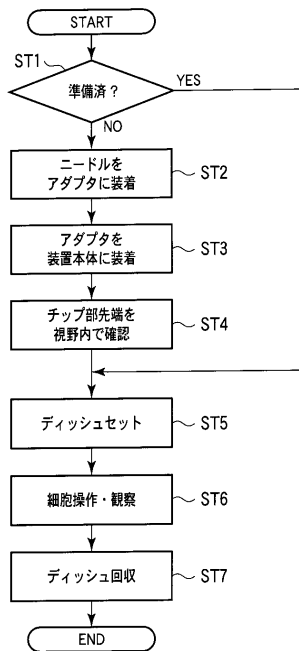 START
ST1
準備済？
YES
NO
ニードルを
アダプタに装着
ST2
アダプタを
装置本体に装着
ST3
チップ部先端を
視野内で確認
ST4
ディッシュセット
ST5
細胞操作・観察
ST6
ディッシュ回収
ST7
END